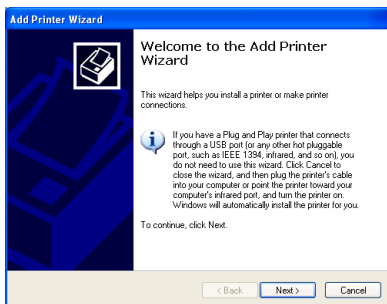 Add Printer Wizard
Welcome to the Add Printer
Wizard
This wizard helps you install a printer or make printer
connections.
If you have a Plug and Play printer that connects
through a USB port (or any other hot pluggable
port, such as IEEE 1394, infrared, and so on), you
do not need to use this wizard. Click Cancel to
close the wizard, and then plug the printer's cable
into your computer or point the printer toward your
computer's infrared port, and turn the printer on.
Windows will automatically install the printer for you.
To continue, click Next.
< Back
Next >
Cancel